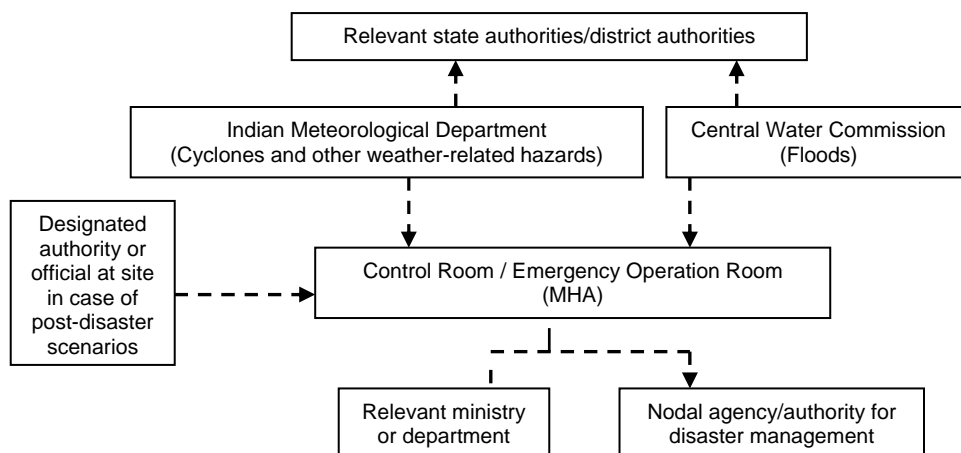 Relevant state authorities/district authorities
Indian Meteorological Department
(Cyclones and other weather-related hazards)
Central Water Commission
(Floods)
Designated
authority or
official at site
in case of
post-disaster
scenarios
Control Room / Emergency Operation Room
(MHA)
Relevant ministry
or department
Nodal agency/authority for
disaster management